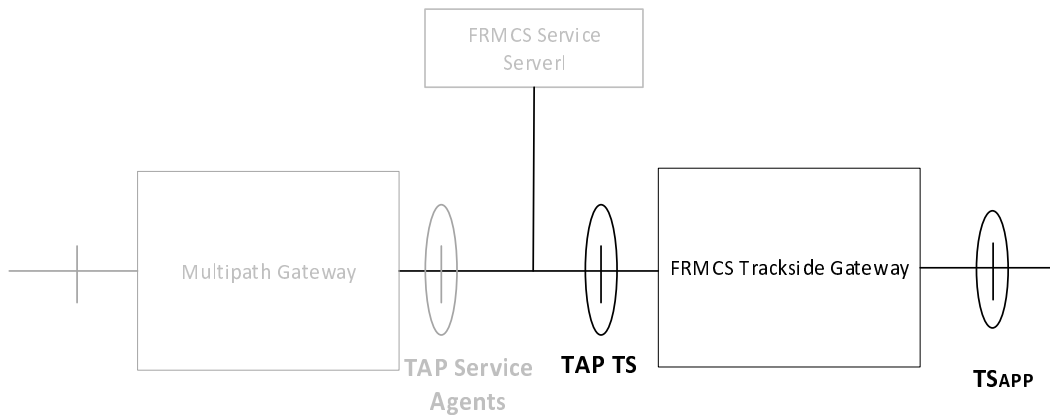 FRMCS Service
Serverl
Multipath Gateway
FRMCS Trackside Gateway
TAP Service
Agents
TAP TS
TSAPP